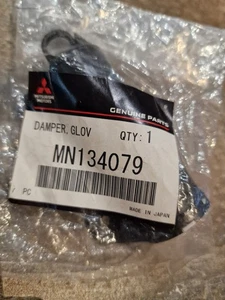 MITSUBISHI
MOTORS
GENUINE PARTS
DAMPER,GLOV
QTY: 1
MN134079
PC
MADE IN JAPAN